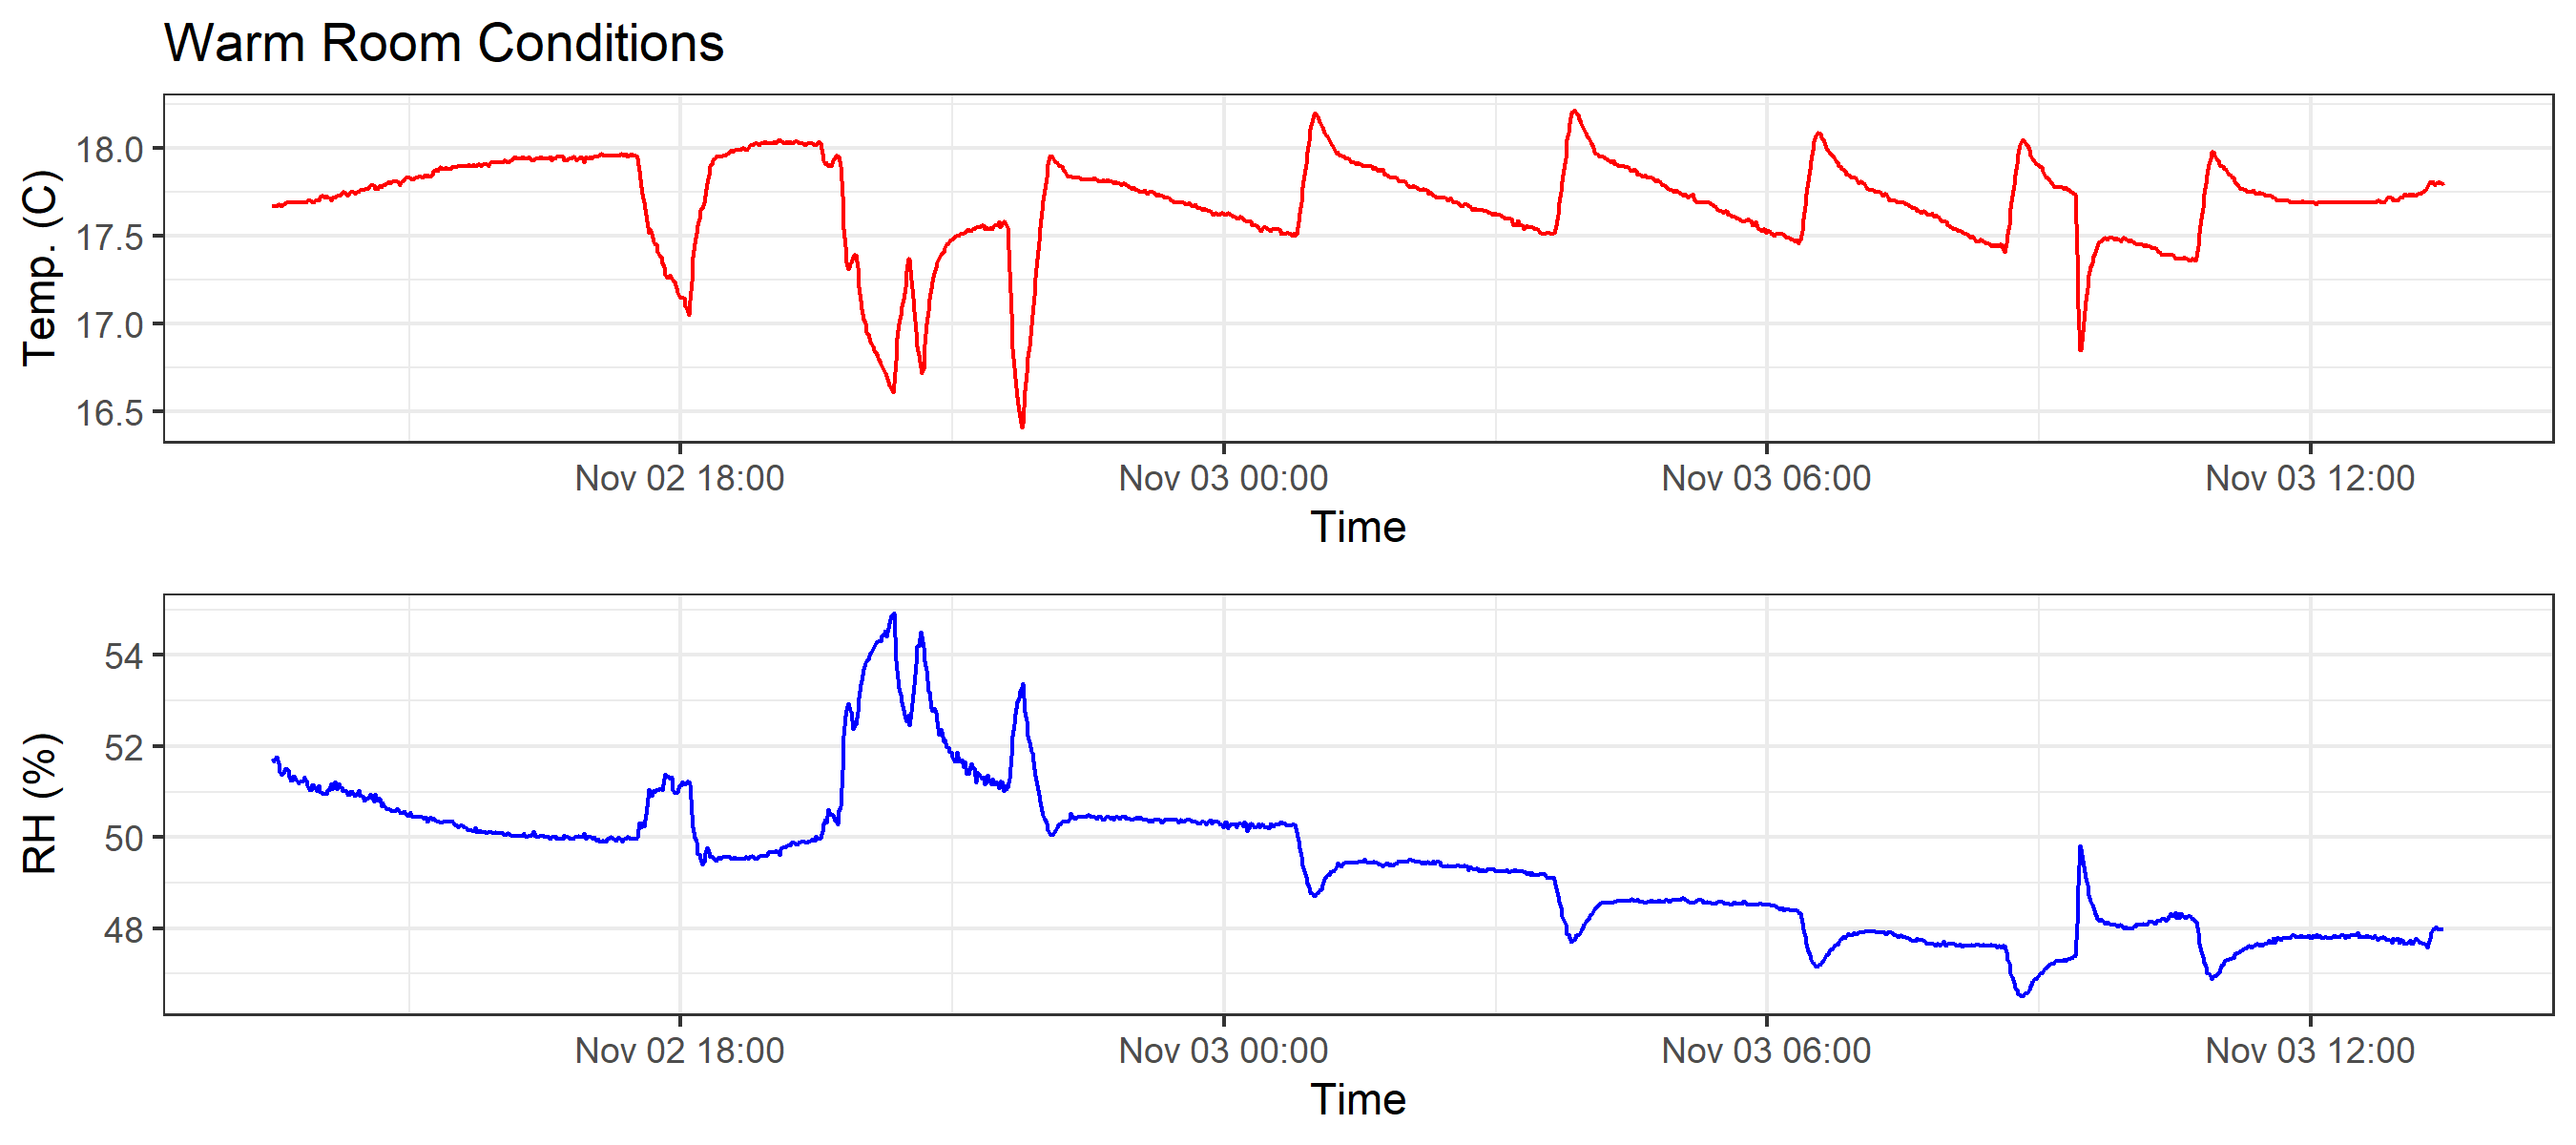 Warm Room Conditions
Temp. (C)
18.0
17.5
17.0
16.5
Nov 02 18:00 Nov 03 00:00 Nov 03 06:00 Nov 03 12:00
Time
RH (%)
54
52
50
48
Nov 02 18:00 Nov 03 00:00 Nov 03 06:00 Nov 03 12:00
Time